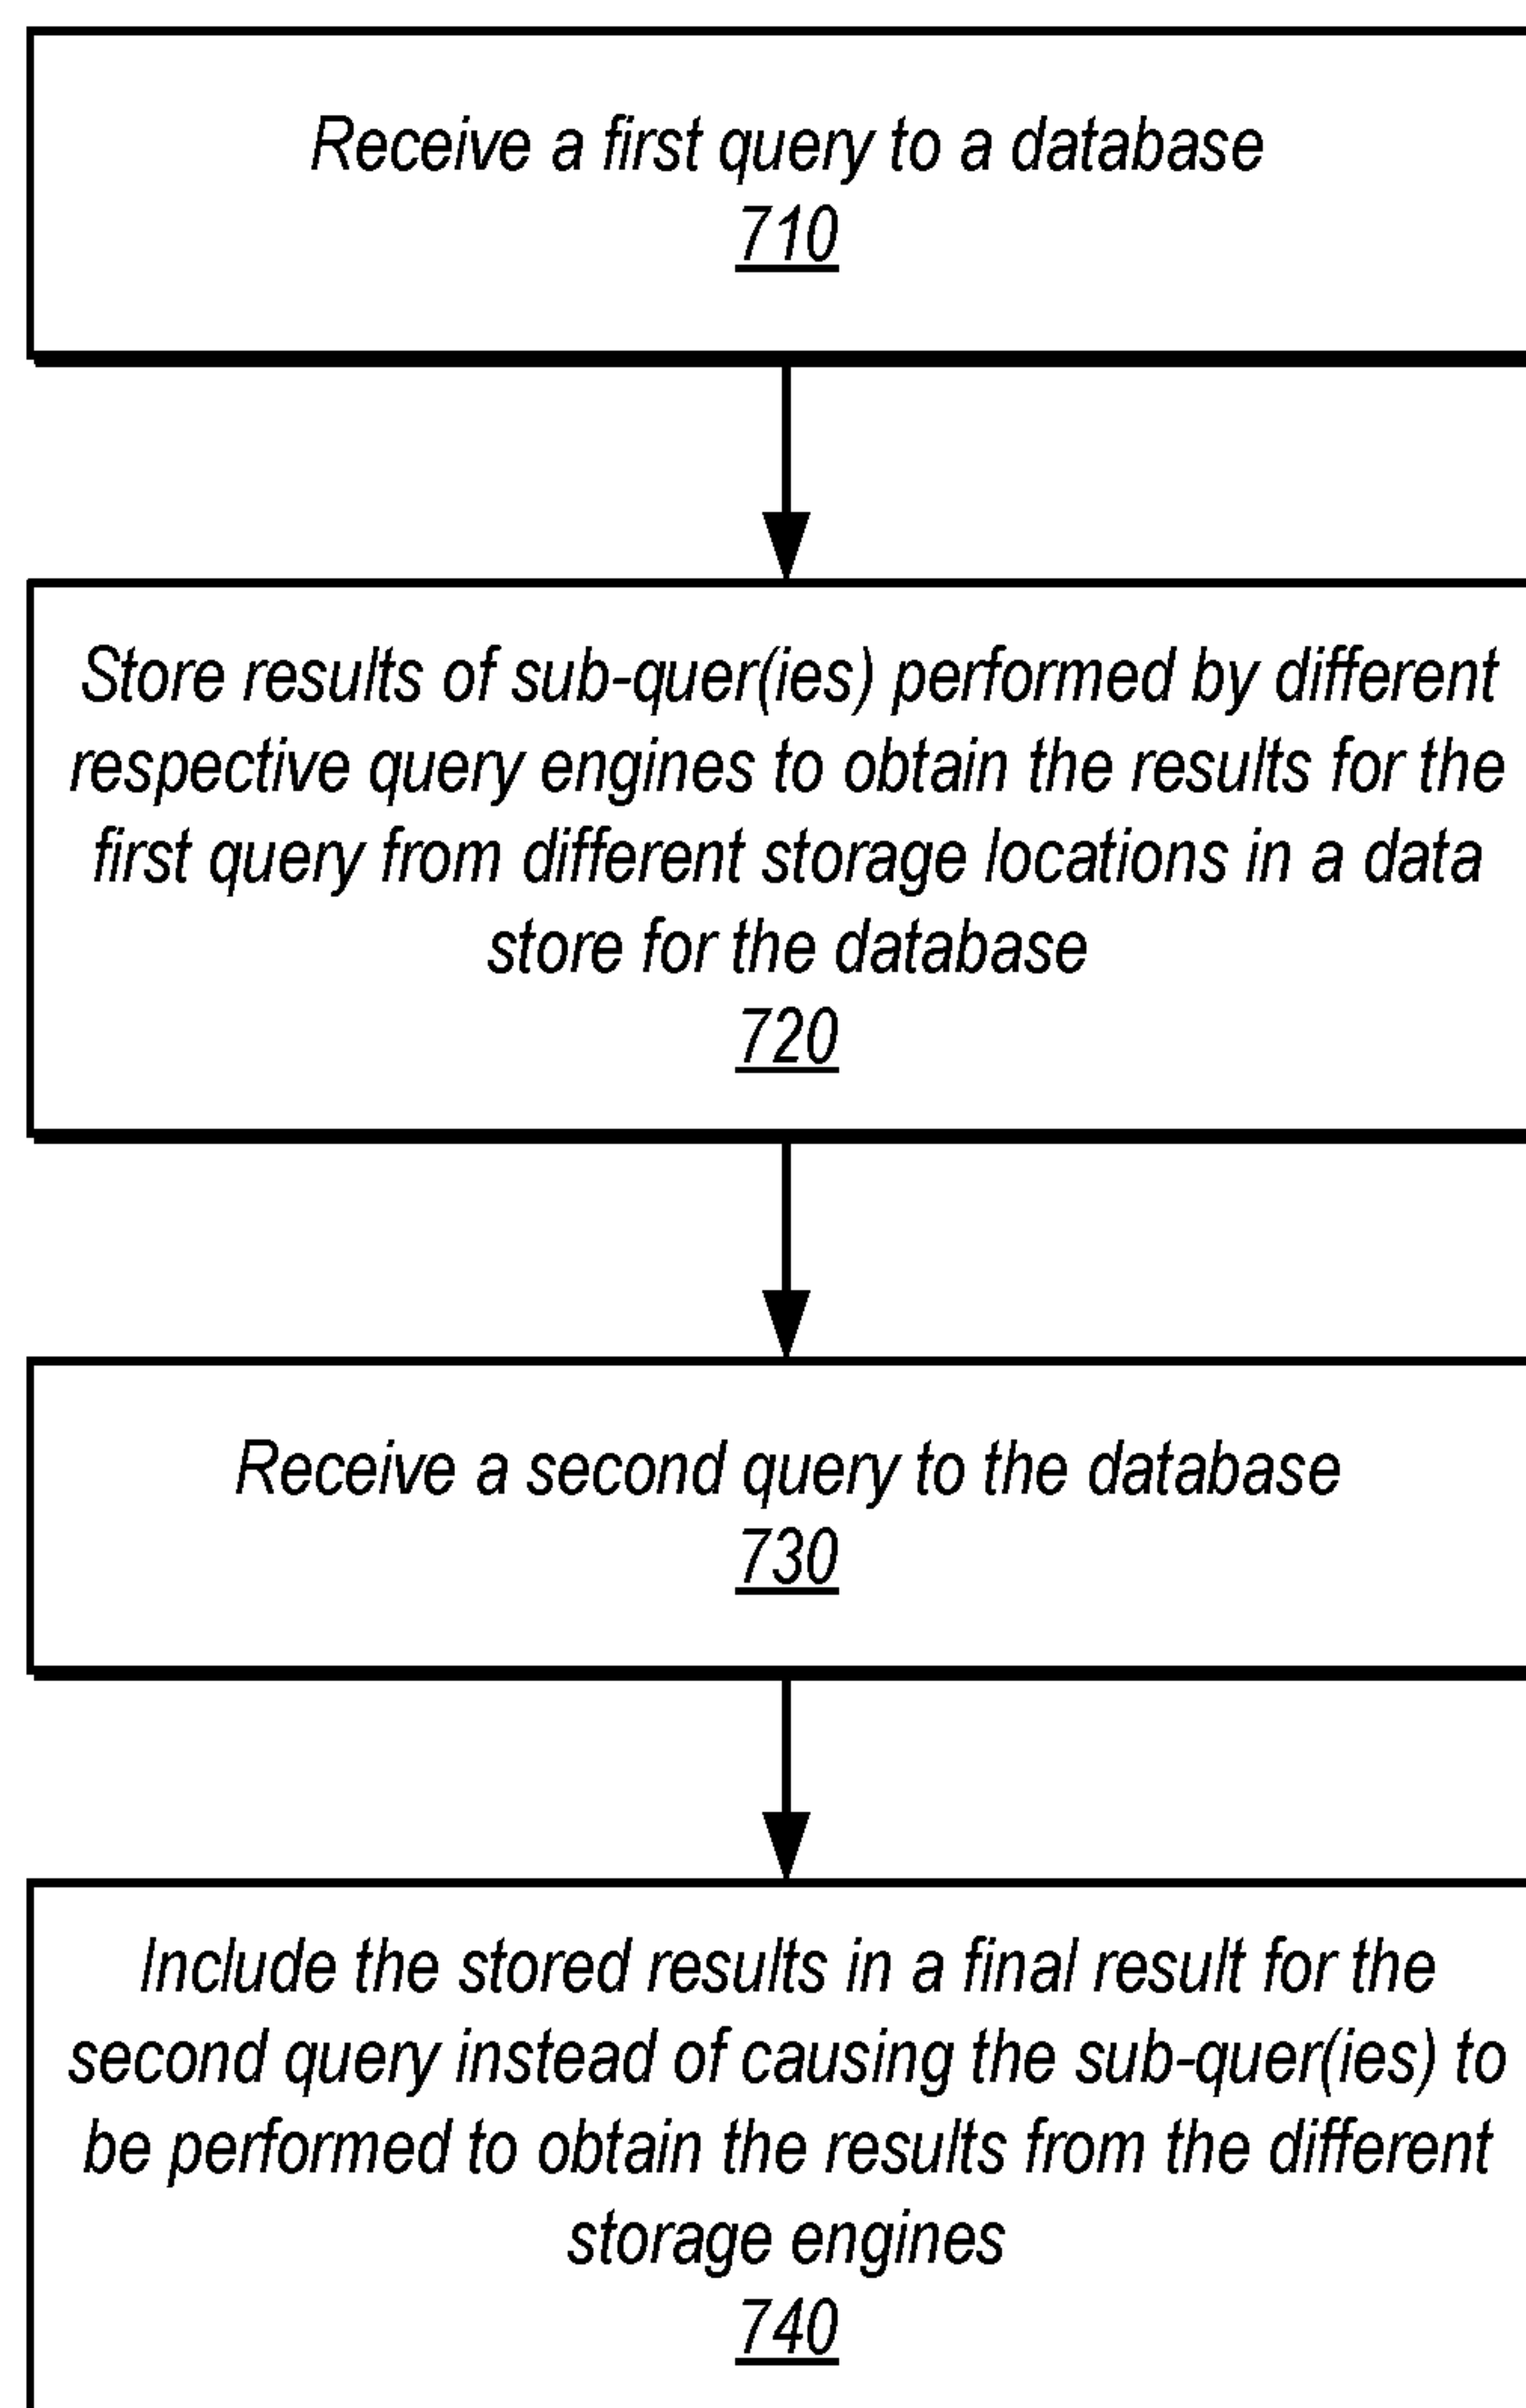 Receive a first query to a database
710
Store results of sub-quer(ies) performed by different
respective query engines to obtain the results for the
first query from different storage locations in a data
store for the database
720
Receive a second query to the database
730
Include the stored results in a final result for the
second query instead of causing the sub-quer(ies) to
be performed to obtain the results from the different
storage engines
740